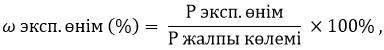 ω эксп. өнім (%) = Р эксп. өнім / Р жалпы көлемі × 100% ,